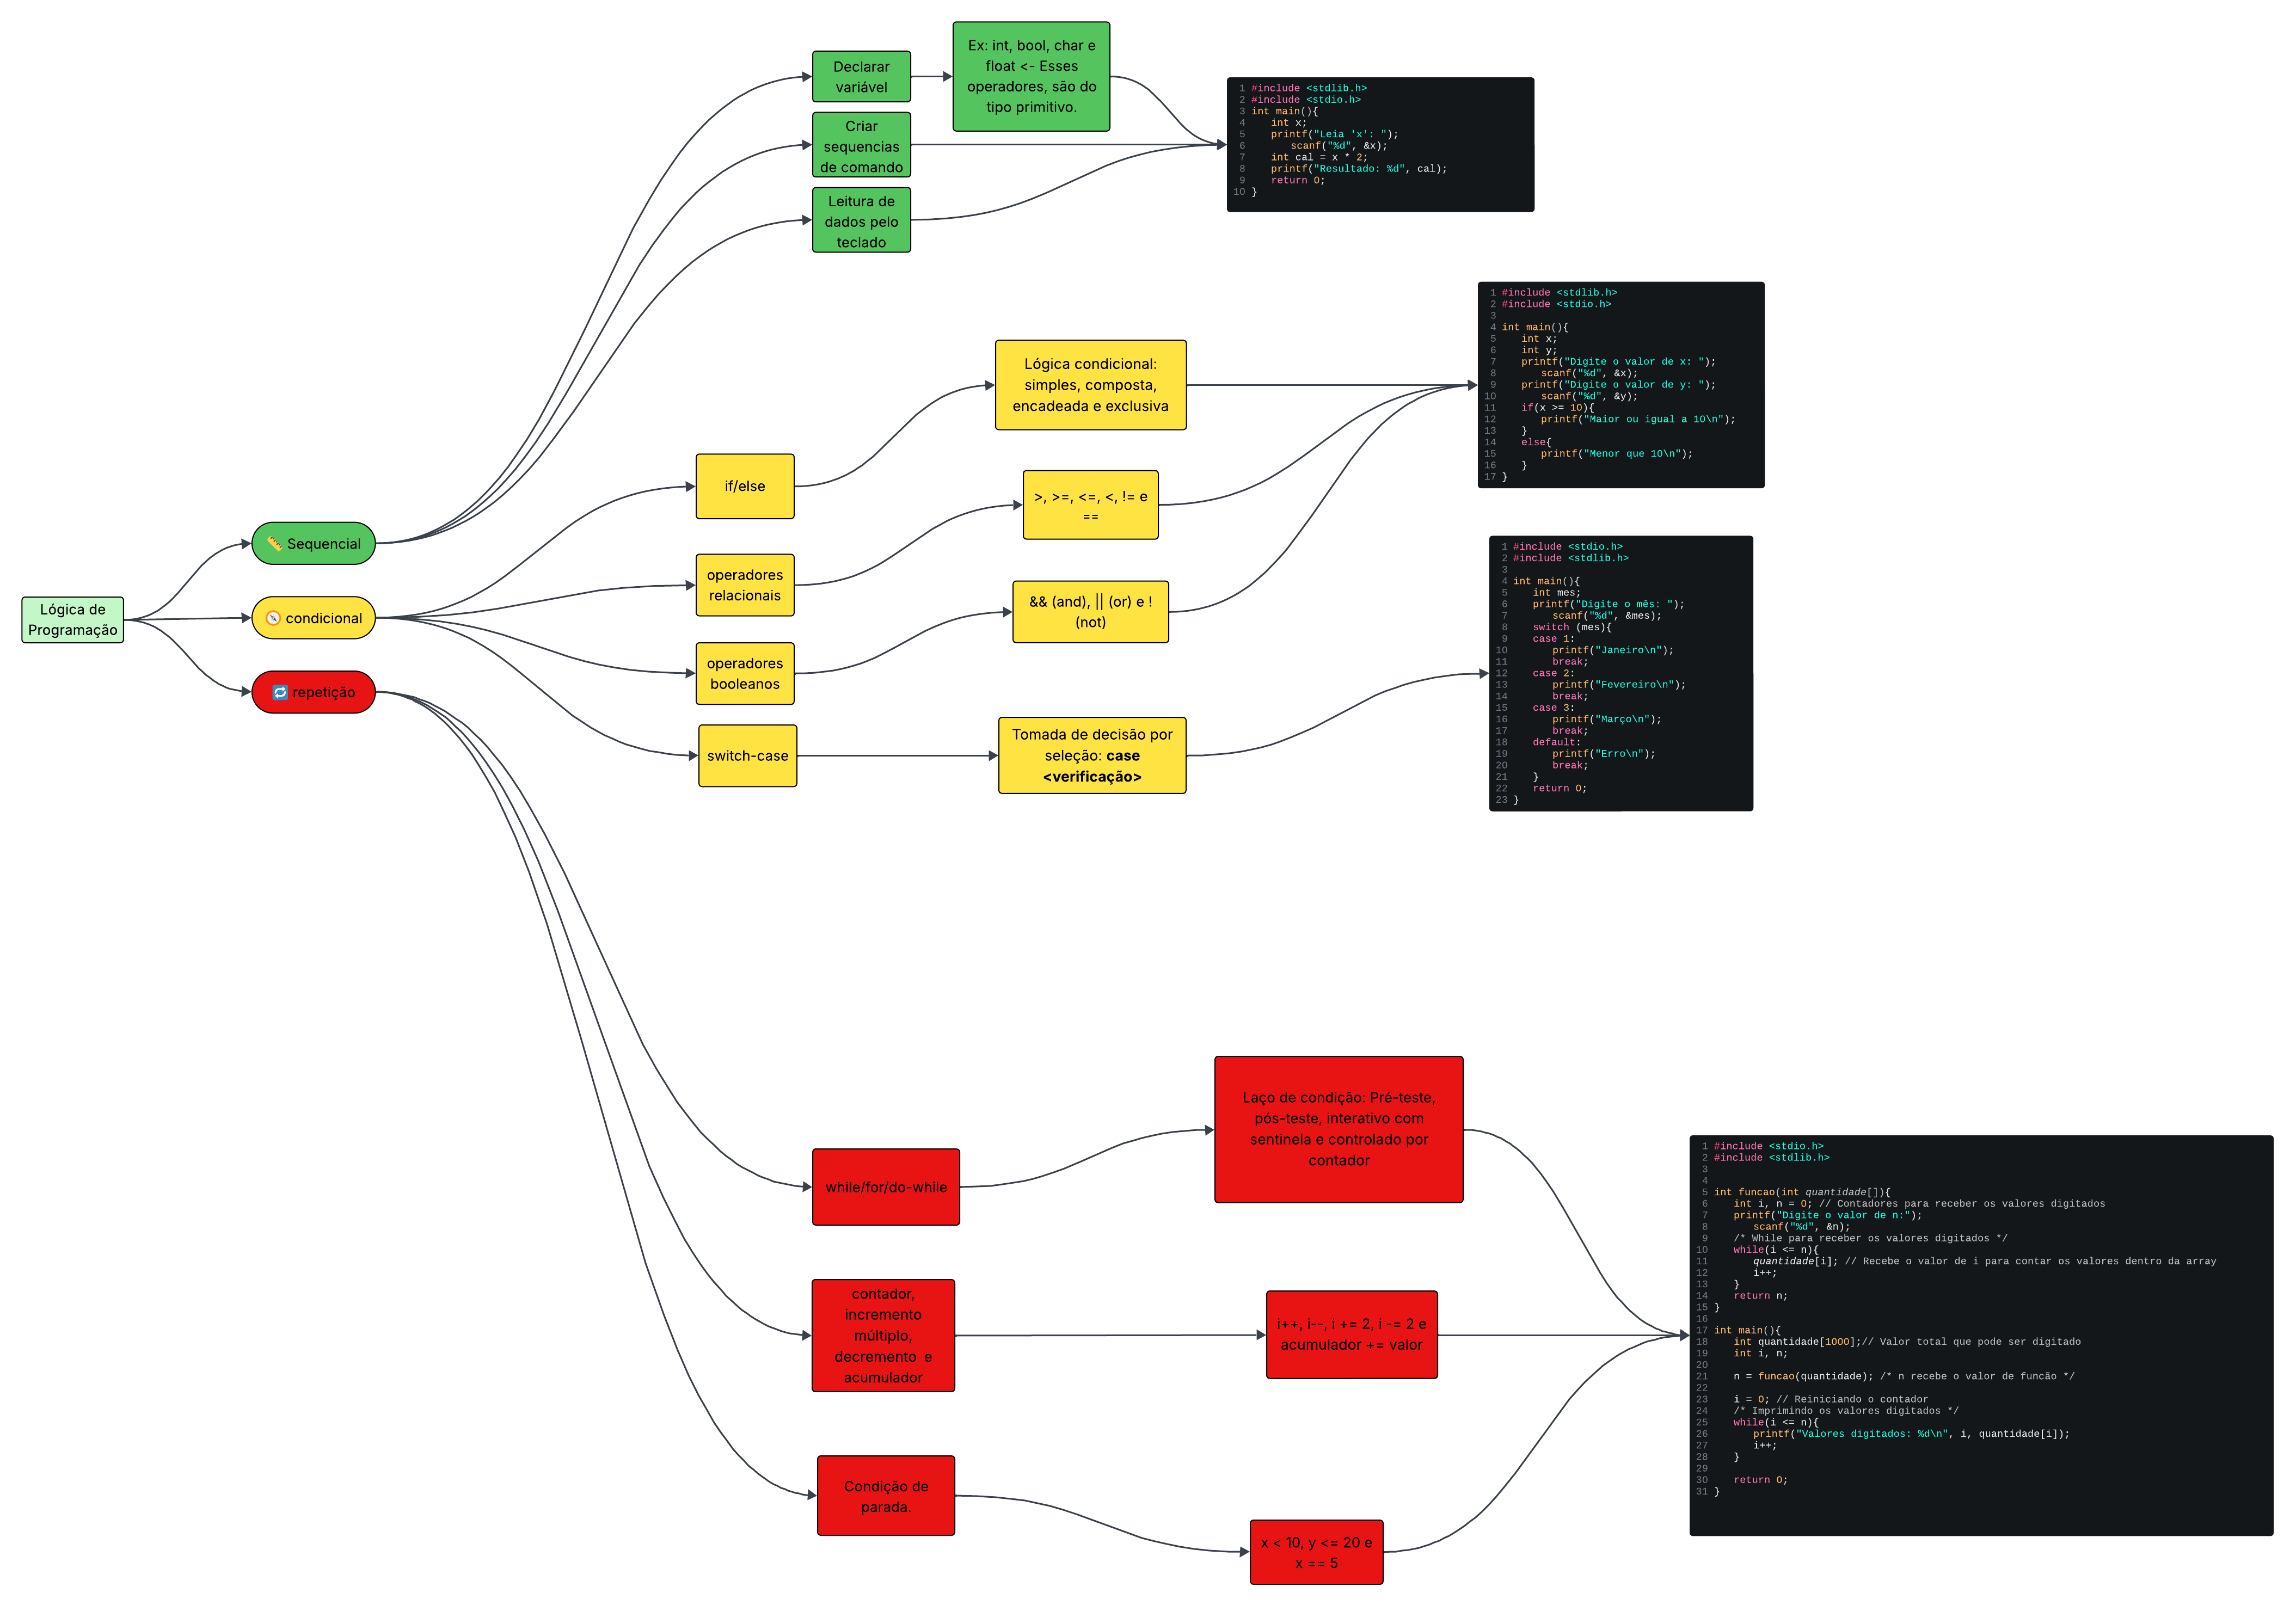 Lógica de
Programação
📏 Sequencial
🧭 condicional
🔁 repetição
Declarar
variável
Ex: int, bool, char e
float <- Esses
operadores, são do
tipo primitivo.
Criar
sequencias
de comando
Leitura de
dados pelo
teclado
1 #include <stdlib.h>
2 #include <stdio.h>
3 int main(){
4 int x;
5 printf("Leia 'x': ");
6 scanf("%d", &x);
7 int cal = x * 2;
8 printf("Resultado: %d", cal);
9 return 0;
10 }
if/else
Lógica condicional:
simples, composta,
encadeada e exclusiva
operadores
relacionais
>, >=, <=, <, != e
==
operadores
booleanos
&& (and), || (or) e !
(not)
switch-case
Tomada de decisão por
seleção: case
<verificação>
1 #include <stdlib.h>
2 #include <stdio.h>
3
4 int main(){
5 int x;
6 int y;
7 printf("Digite o valor de x: ");
8 scanf("%d", &x);
9 printf("Digite o valor de y: ");
10 scanf("%d", &y);
11 if(x >= 10){
12 printf("Maior ou igual a 10\n");
13 }
14 else{
15 printf("Menor que 10\n");
16 }
17 }
1 #include <stdio.h>
2 #include <stdlib.h>
3
4 int main(){
5 int mes;
6 printf("Digite o mês: ");
7 scanf("%d", &mes);
8 switch (mes){
9 case 1:
10 printf("Janeiro\n");
11 break;
12 case 2:
13 printf("Fevereiro\n");
14 break;
15 case 3:
16 printf("Março\n");
17 break;
18 default:
19 printf("Erro\n");
20 break;
21 }
22 return 0;
23 }
while/for/do-while
Laço de condição: Pré-teste,
pós-teste, interativo com
sentinela e controlado por
contador
contador,
incremento
múltiplo,
decremento e
acumulador
i++, i--, i += 2, i -= 2 e
acumulador += valor
Condição de
parada.
x < 10, y <= 20 e
x == 5
1 #include <stdio.h>
2 #include <stdlib.h>
3
4
5 int funcao(int quantidade[]){
6 int i, n = 0; // Contadores para receber os valores digitados
7 printf("Digite o valor de n:");
8 scanf("%d", &n);
9 /* While para receber os valores digitados */
10 while(i <= n){
11 quantidade[i]; // Recebe o valor de i para contar os valores dentro da array
12 i++;
13 }
14 return n;
15 }
16
17 int main(){
18 int quantidade[1000];// Valor total que pode ser digitado
19 int i, n;
20
21 n = funcao(quantidade); /* n recebe o valor de funcão */
22
23 i = 0; // Reiniciando o contador
24 /* Imprimindo os valores digitados */
25 while(i <= n){
26 printf("Valores digitados: %d\n", i, quantidade[i]);
27 i++;
28 }
29
30 return 0;
31 }